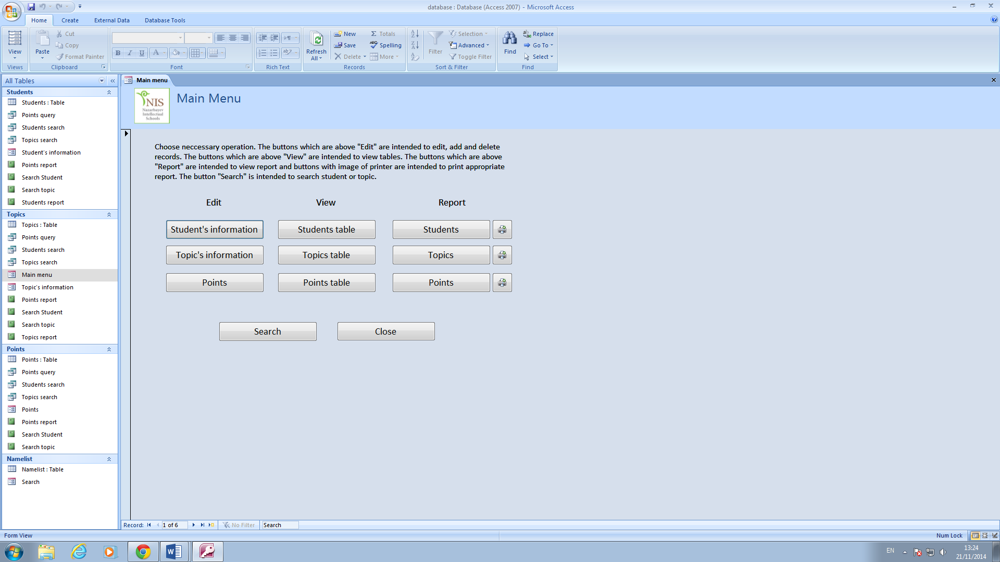 database : Database (Access 2007) - Microsoft Access
Home Create External Data Database Tools
View
Views
Paste
Cut
Copy
Format Painter
Clipboard
B I U A
Font
Rich Text
Refresh All
New
Save
Delete
Totals
Spelling
More
Records
Filter
Selection
Advanced
Toggle Filter
Sort & Filter
Find
Replace
Go To
Select
Find
All Tables
Students
Students : Table
Points query
Students search
Topics search
Student's information
Points report
Search Student
Search topic
Students report
Topics
Topics : Table
Points query
Students search
Topics search
Main menu
Topic's information
Points report
Search Student
Search topic
Topics report
Points
Points : Table
Points query
Students search
Topics search
Points
Points report
Search Student
Search topic
Namelist
Namelist : Table
Search
Main menu
NIS
Nazarbayev
Intellectual
Schools
Main Menu
Choose neccessary operation. The buttons which are above "Edit" are intended to edit, add and delete
records. The buttons which are above "View" are intended to view tables. The buttons which are above
"Report" are intended to view report and buttons with image of printer are intended to print appropriate
report. The button "Search" is intended to search student or topic.
Edit View Report
Student's information Students table Students
Topic's information Topics table Topics
Points Points table Points
Search Close
Record: 1 of 6 No Filter Search
Form View
Num Lock
EN
13:24
21/11/2014